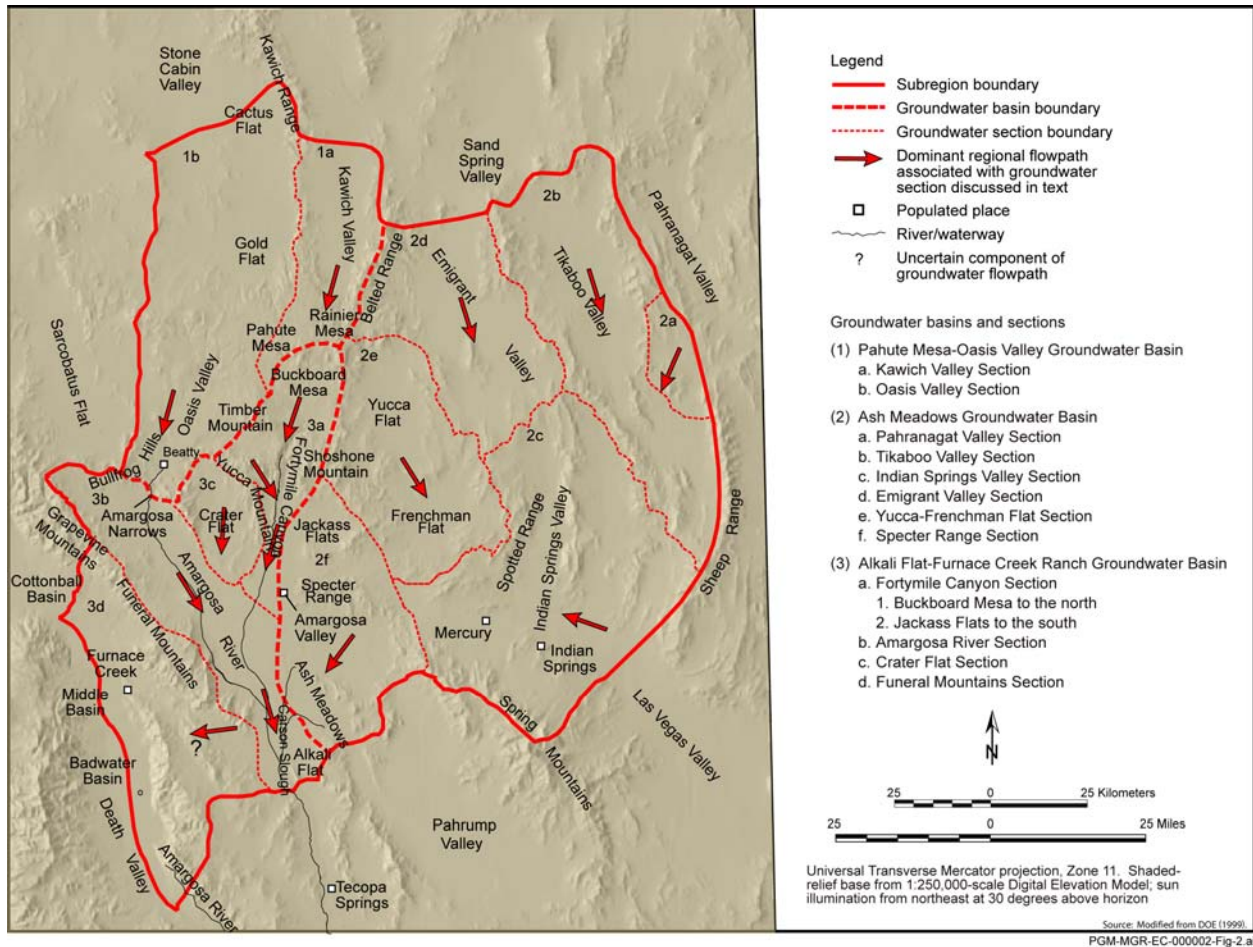 Stone
Cabin
Valley
Kawich Range
Cactus
Flat
1b
1a
Sand
Spring
Valley
2b
Kawich Valley
Pahranagat Valley
Gold
Flat
2d
Belted Range
Emigrant
Valley
Tikaboo Valley
2a
Rainier
Mesa
Pahute
Mesa
2e
Sarcobatus Flat
Oasis Valley
Buckboard
Mesa
Timber
Mountain
3a
Yucca
Flat
2c
Bullfrog
Hills
Beatty
Yucca
Mountain
Fortymile Canyon
Shoshone
Mountain
3b
3c
Amargosa
Narrows
Crater
Flat
Jackass
Flats
Frenchman
Flat
Spotted Range
Indian Springs Valley
Sheep Range
Grapevine
Mountains
2f
Cottonball
Basin
3d
Funeral Mountains
Amargosa
River
Specter
Range
Amargosa
Valley
Mercury
Indian
Springs
Furnace
Creek
Middle
Basin
Ash Meadows
Carson Slough
Spring
Mountains
Las Vegas Valley
?
Alkali
Flat
Badwater
Basin
Death
Valley
Amargosa River
Pahrump
Valley
Tecopa
Springs
Legend
Subregion boundary
Groundwater basin boundary
Groundwater section boundary
Dominant regional flowpath
associated with groundwater
section discussed in text
Populated place
River/waterway
? Uncertain component of
groundwater flowpath
Groundwater basins and sections
(1) Pahute Mesa-Oasis Valley Groundwater Basin
a. Kawich Valley Section
b. Oasis Valley Section
(2) Ash Meadows Groundwater Basin
a. Pahranagat Valley Section
b. Tikaboo Valley Section
c. Indian Springs Valley Section
d. Emigrant Valley Section
e. Yucca-Frenchman Flat Section
f. Specter Range Section
(3) Alkali Flat-Furnace Creek Ranch Groundwater Basin
a. Fortymile Canyon Section
1. Buckboard Mesa to the north
2. Jackass Flats to the south
b. Amargosa River Section
c. Crater Flat Section
d. Funeral Mountains Section
N
25 0 25 Kilometers
25 0 25 Miles
Universal Transverse Mercator projection, Zone 11. Shaded-
relief base from 1:250,000-scale Digital Elevation Model; sun
illumination from northeast at 30 degrees above horizon
Source: Modified from DOE (1999).
PGM-MGR-EC-000002-Fig-2.a